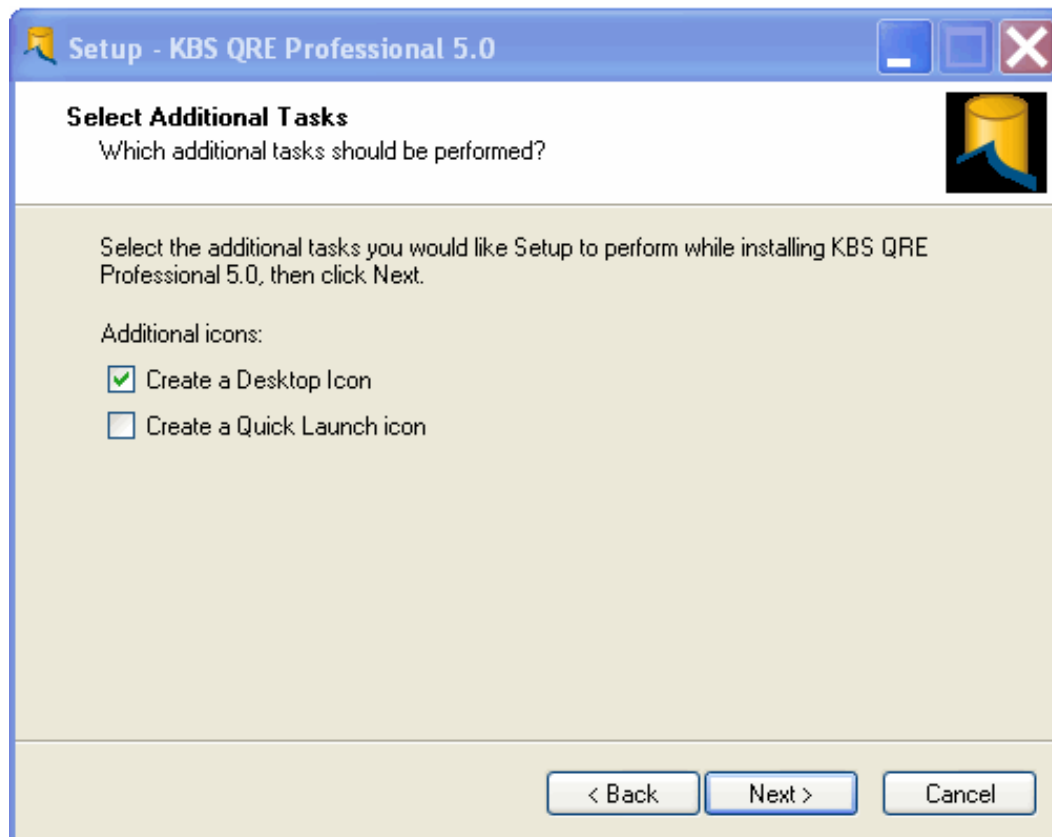 Setup - KBS QRE Professional 5.0
Select Additional Tasks
Which additional tasks should be performed?
Select the additional tasks you would like Setup to perform while installing KBS QRE
Professional 5.0, then click Next.
Additional icons:
Create a Desktop Icon
Create a Quick Launch icon
< Back
Next >
Cancel